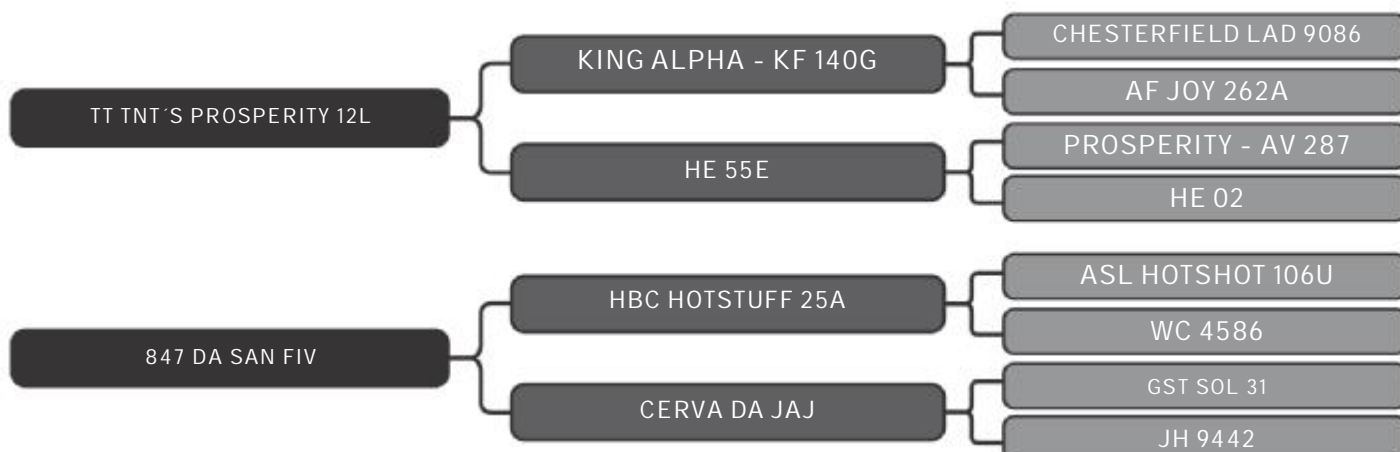 TT TNT´S PROSPERITY 12L
KING ALPHA - KF 140G
CHESTERFIELD LAD 9086
AF JOY 262A
HE 55E
PROSPERITY - AV 287
HE 02
847 DA SAN FIV
HBC HOTSTUFF 25A
ASL HOTSHOT 106U
WC 4586
CERVA DA JAJ
GST SOL 31
JH 9442